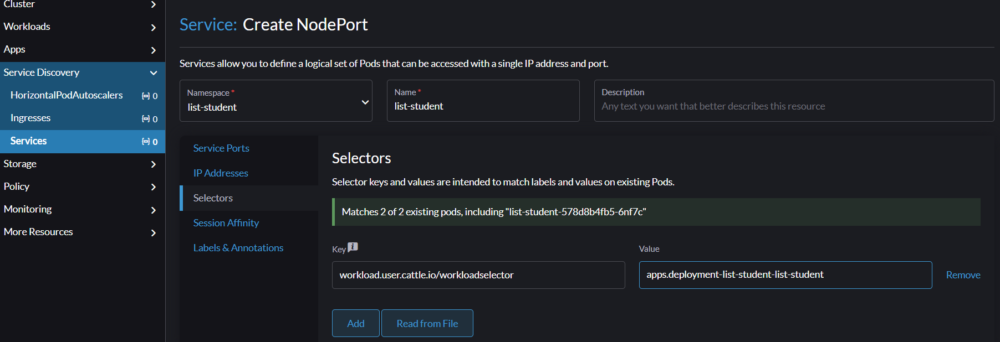 Cluster
Workloads
Apps
Service Discovery
HorizontalPodAutoscalers 0
Ingresses 0
Services 0
Storage
Policy
Monitoring
More Resources
Service: Create NodePort
Services allow you to define a logical set of Pods that can be accessed with a single IP address and port.
Namespace *
list-student
Name *
list-student
Description
Any text you want that better describes this resource
Service Ports
IP Addresses
Selectors
Session Affinity
Labels & Annotations
Selectors
Selector keys and values are intended to match labels and values on existing Pods.
Matches 2 of 2 existing pods, including "list-student-578d8b4fb5-6nf7c"
Key
Value
workload.user.cattle.io/workloadselector
apps.deployment-list-student-list-student
Remove
Add
Read from File